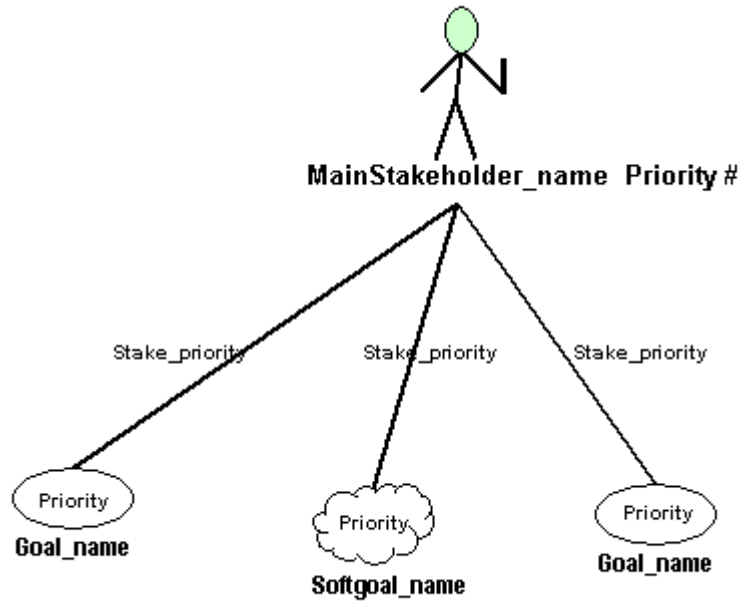 MainStakeholder_name Priority #
Stake_priority Stake_priority Stake_priority
Priority Priority Priority
Goal_name Softgoal_name Goal_name